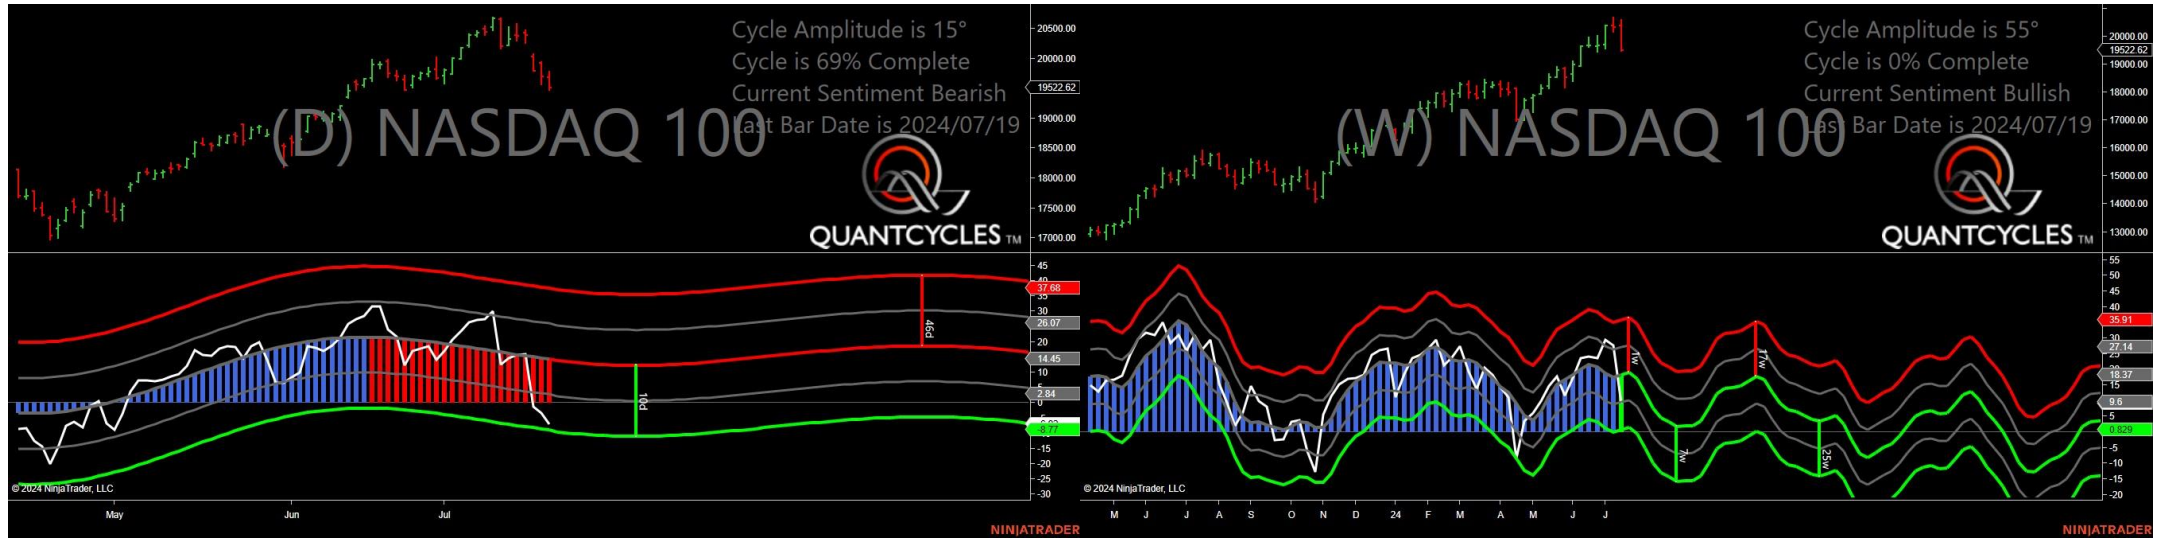 Cycle Amplitude is 15°
Cycle is 69% Complete
Current Sentiment Bearish
Last Bar Date is 2024/07/19
(D) NASDAQ 100
QUANTCYCLES TM
20500.00
20000.00
19522.62
19000.00
18500.00
18000.00
17500.00
17000.00
45
37.68
35
30
26.07
20
14.45
10
5
2.84
0
-8.77
-15
-20
-25
-30
46d
10d
© 2024 NinjaTrader, LLC
May Jun Jul
NINJATRADER
Cycle Amplitude is 55°
Cycle is 0% Complete
Current Sentiment Bullish
Last Bar Date is 2024/07/19
(W) NASDAQ 100
QUANTCYCLES TM
20000.00
19522.62
19000.00
18000.00
17000.00
16000.00
15000.00
14000.00
13000.00
55
50
45
40
35.91
30
27.14
18.37
15
9.6
5
0.829
-5
-10
-15
-20
1w
17w
7w
25w
© 2024 NinjaTrader, LLC
M J J A S O N D 24 F M A M J J
NINJATRADER